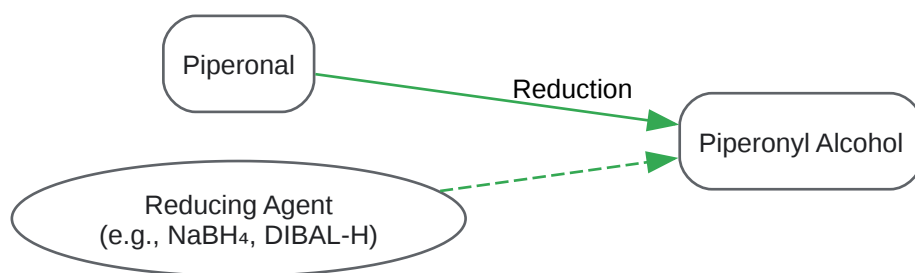 Piperonal
Reduction
Piperonyl Alcohol
Reducing Agent
(e.g., NaBH₄, DIBAL-H)